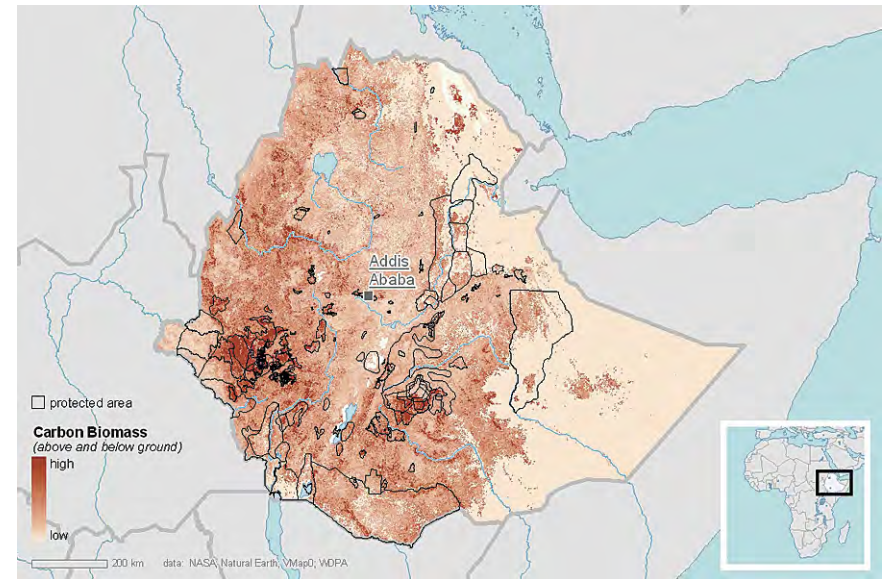 Addis
Ababa
protected area
Carbon Biomass
(above and below ground)
high
low
200 km
data: NASA, Natural Earth, VMap0; WDPA